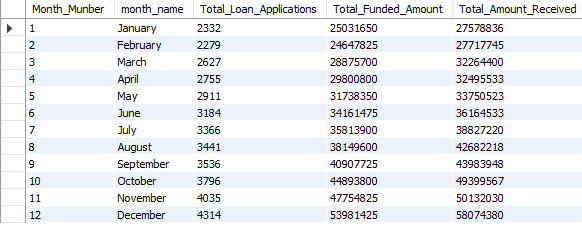 Month_Munber month_name Total_Loan_Applications Total_Funded_Amount Total_Amount_Received
1 January 2332 25031650 27578836
2 February 2279 24647825 27717745
3 March 2627 28875700 32264400
4 April 2755 29800800 32495533
5 May 2911 31738350 33750523
6 June 3184 34161475 36164533
7 July 3366 35813900 38827220
8 August 3441 38149600 42682218
9 September 3536 40907725 43983948
10 October 3796 44893800 49399567
11 November 4035 47754825 50132030
12 December 4314 53981425 58074380